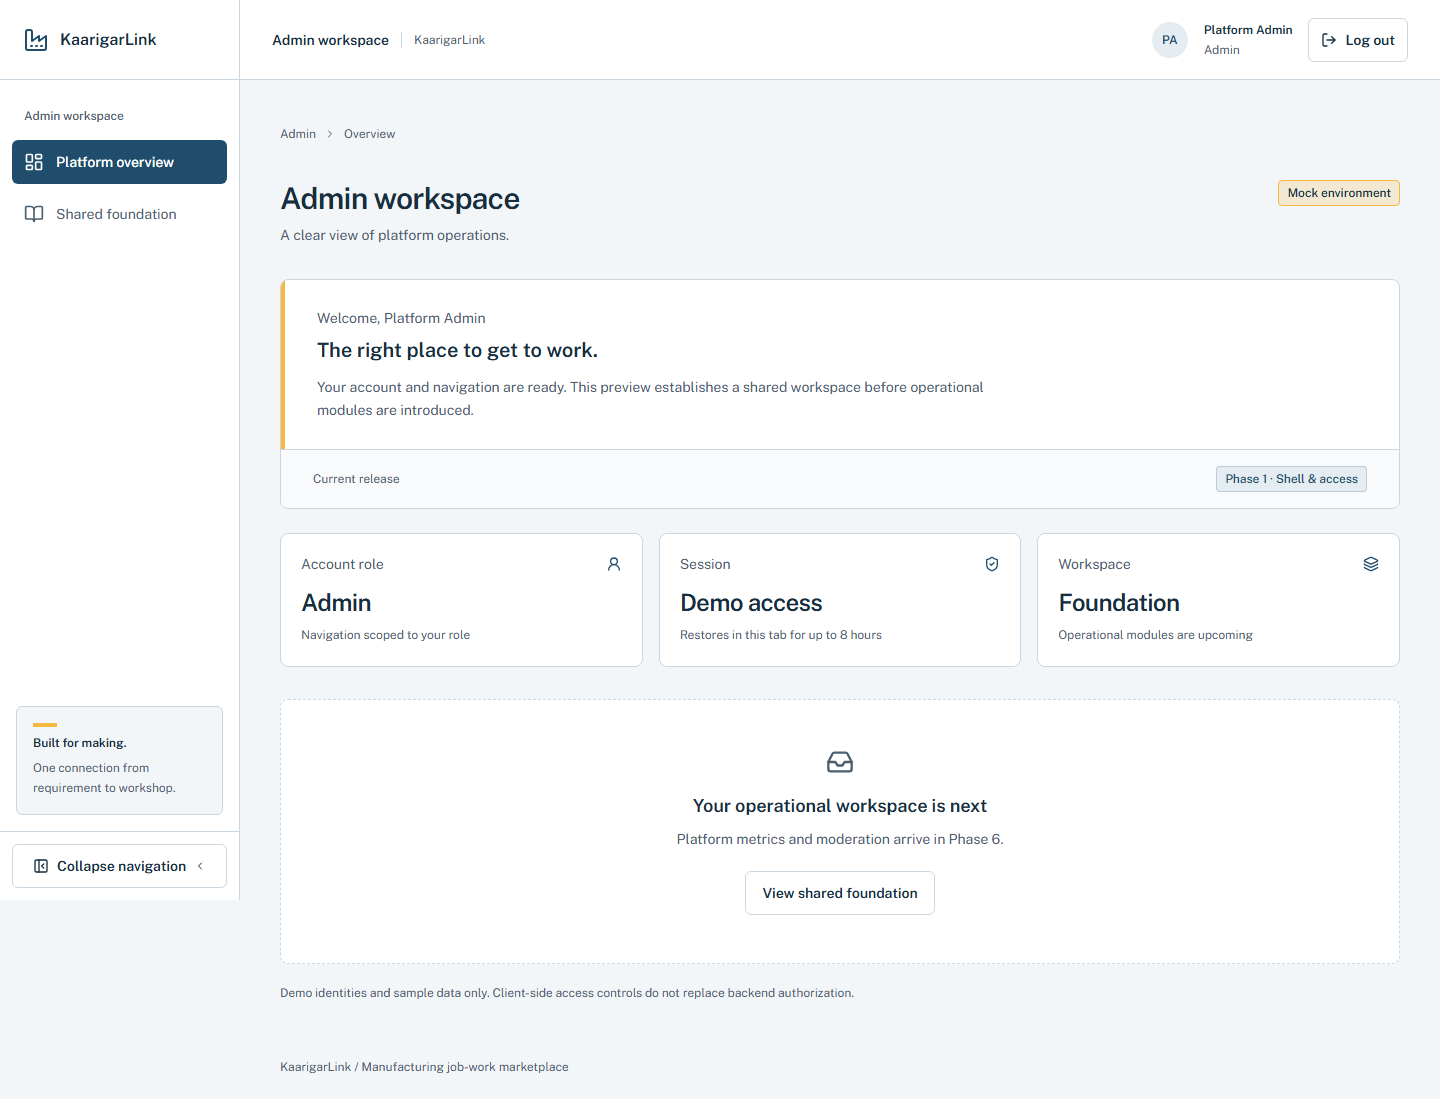 KaarigarLink
Admin workspace
KaarigarLink
PA
Platform Admin
Admin
Log out
Admin workspace
Platform overview
Shared foundation
Built for making.
One connection from
requirement to workshop.
Collapse navigation
Admin
Overview
Admin workspace
Mock environment
A clear view of platform operations.
Welcome, Platform Admin
The right place to get to work.
Your account and navigation are ready. This preview establishes a shared workspace before operational
modules are introduced.
Current release
Phase 1 · Shell & access
Account role
Admin
Navigation scoped to your role
Session
Demo access
Restores in this tab for up to 8 hours
Workspace
Foundation
Operational modules are upcoming
Your operational workspace is next
Platform metrics and moderation arrive in Phase 6.
View shared foundation
Demo identities and sample data only. Client-side access controls do not replace backend authorization.
KaarigarLink / Manufacturing job-work marketplace